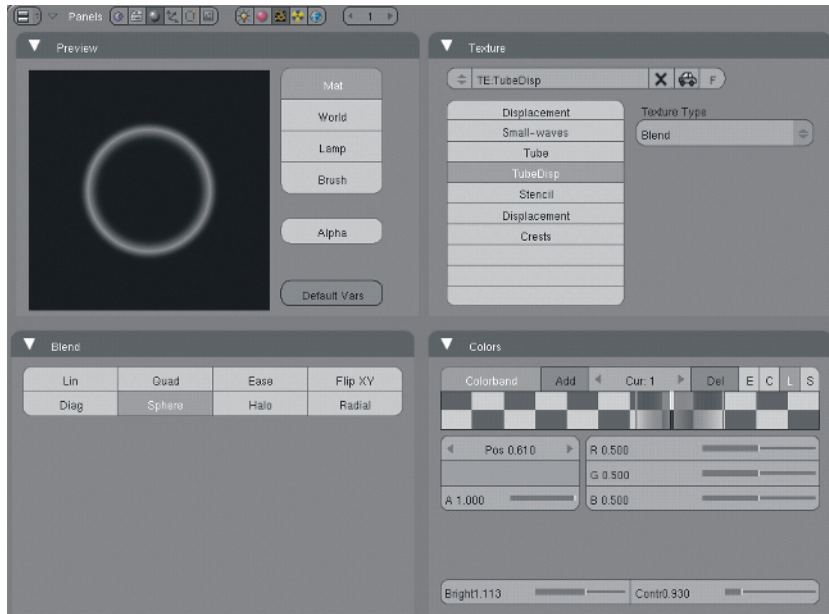 Panels
1
Preview
Mat
World
Lamp
Brush
Alpha
Default Vars
Texture
TE:TubeDisp
F
Displacement
Small-waves
Tube
TubeDisp
Stencil
Displacement
Crests
Texture Type
Blend
Blend
Lin Quad Ease Flip XY
Diag Sphere Halo Radial
Colors
Colorband Add Cur: 1 Del E C L S
Pos 0.610
A 1.000
R 0.500
G 0.500
B 0.500
Bright1.113 Contr0.930